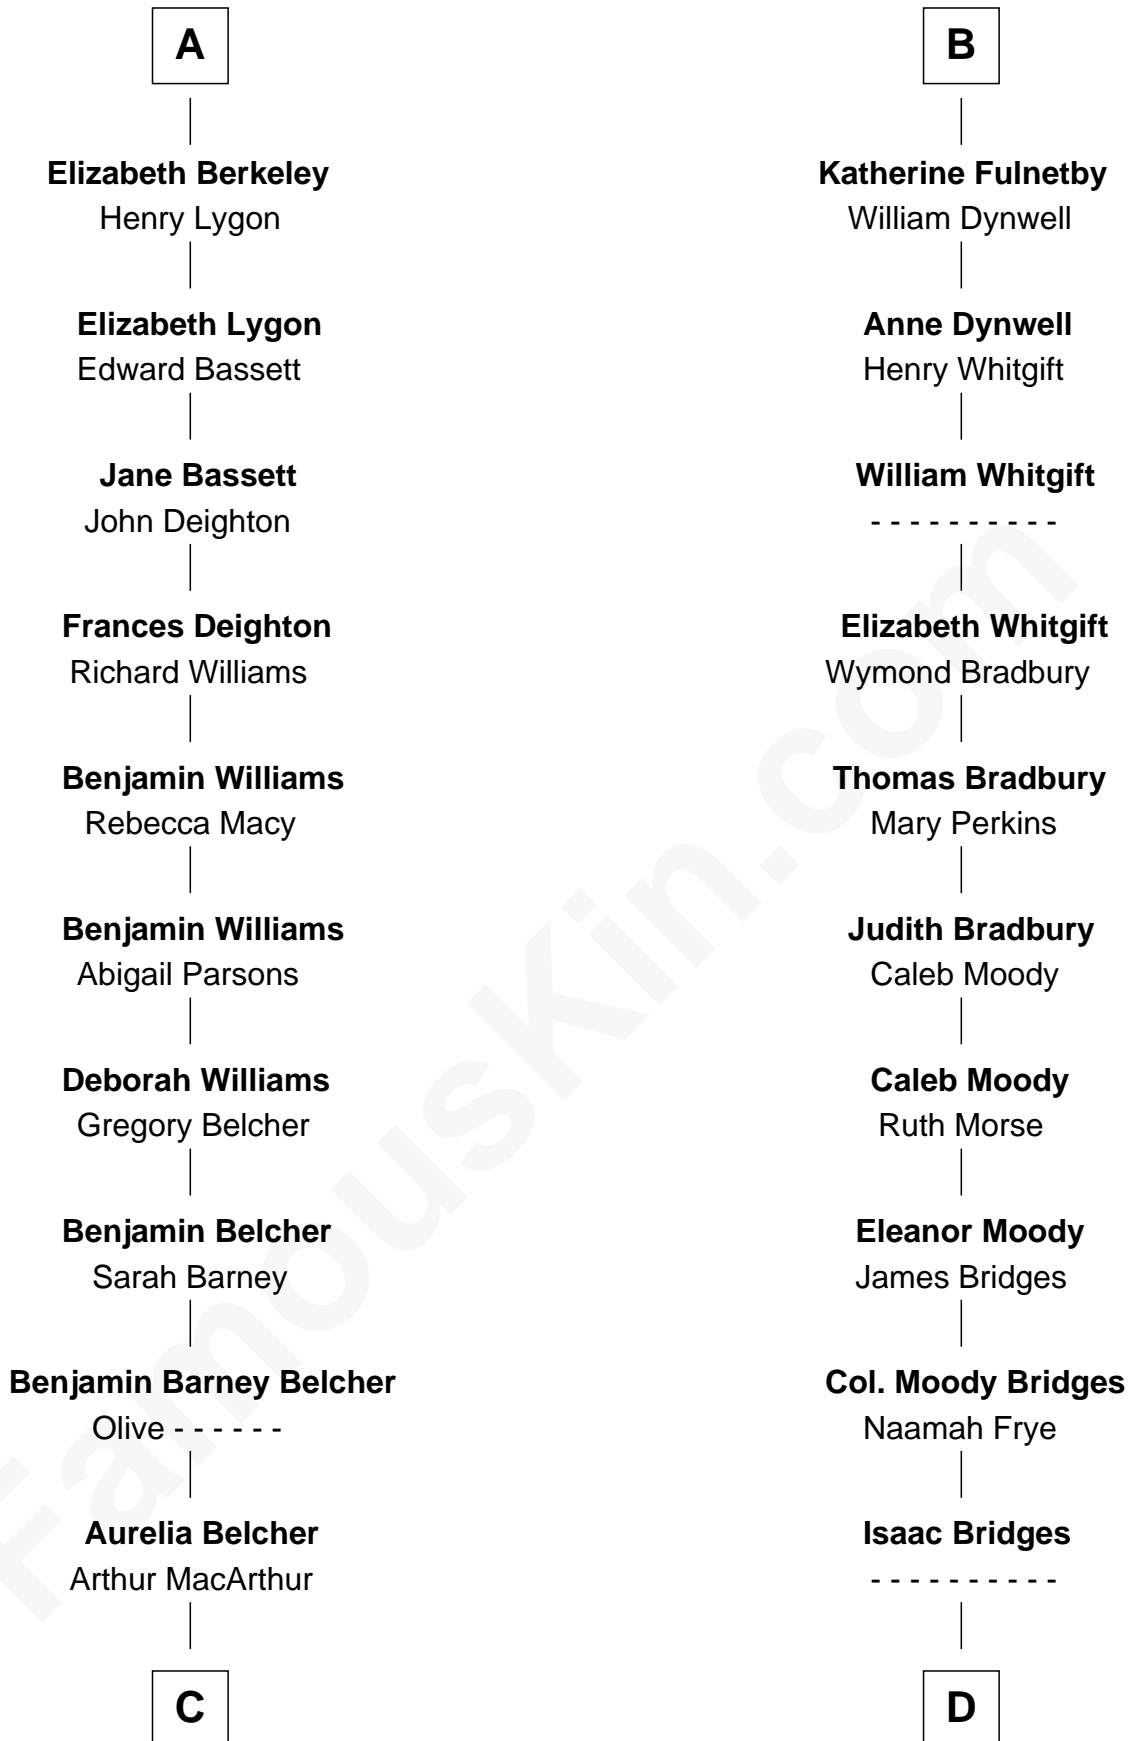 A
Elizabeth Berkeley
Henry Lygon
Elizabeth Lygon
Edward Bassett
Jane Bassett
John Deighton
Frances Deighton
Richard Williams
Benjamin Williams
Rebecca Macy
Benjamin Williams
Abigail Parsons
Deborah Williams
Gregory Belcher
Benjamin Belcher
Sarah Barney
Benjamin Barney Belcher
Olive - - - - - -
Aurelia Belcher
Arthur MacArthur
C
B
Katherine Fulnetby
William Dynwell
Anne Dynwell
Henry Whitgift
William Whitgift
- - - - - - - - - -
Elizabeth Whitgift
Wymond Bradbury
Thomas Bradbury
Mary Perkins
Judith Bradbury
Caleb Moody
Caleb Moody
Ruth Morse
Eleanor Moody
James Bridges
Col. Moody Bridges
Naamah Frye
Isaac Bridges
- - - - - - - - - -
D
FamousKin.com